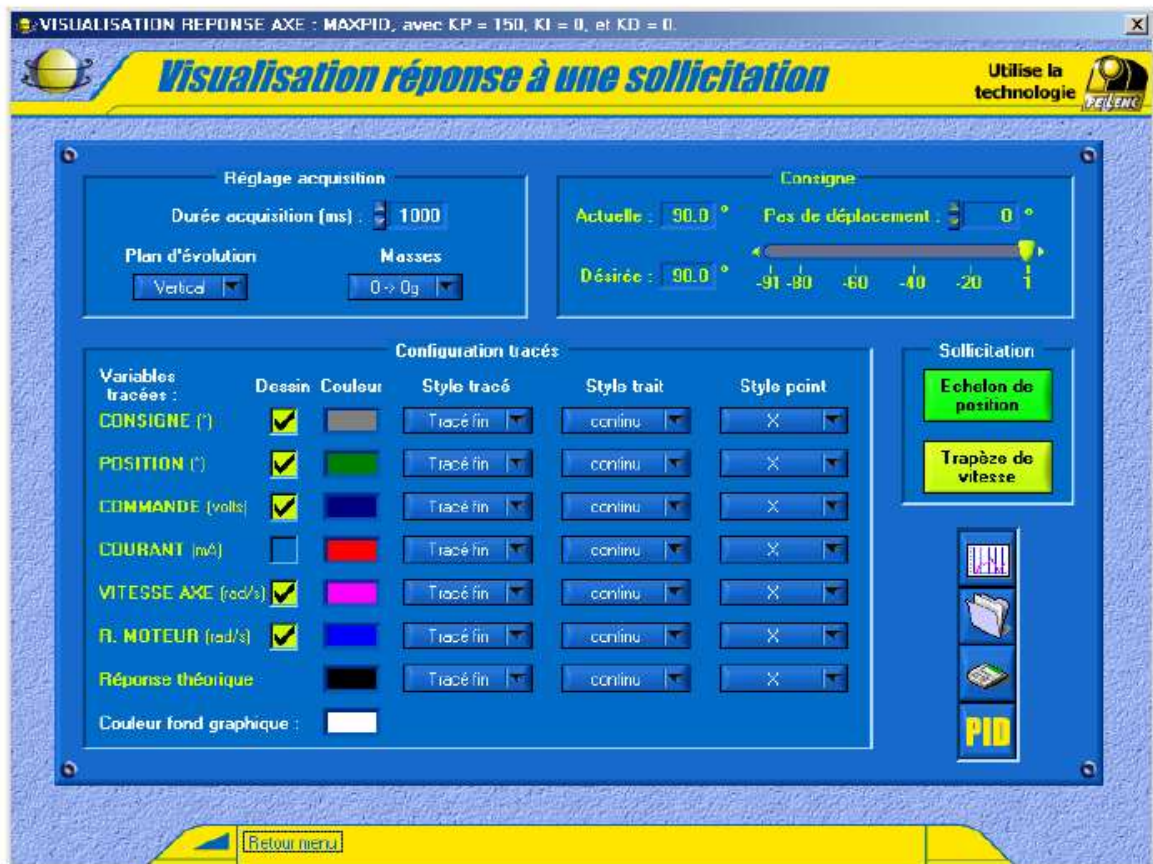 VISUALISATION REPONSE AXE : MAXPID, avec KP = 150, KI = 0, et KD = 0.
X
Visualisation réponse à une sollicitation
Utilise la
technologie
PELLENC
Réglage acquisition
Durée acquisition (ms) : 1000
Plan d'évolution Masses
Vertical 0 -> 0g
Consigne
Actuelle : 90.0 ° Pas de déplacement : 0 °
Désirée : 90.0 °
-91 -80 -60 -40 -20 1
Configuration tracés
Variables
tracées : Dessin Couleur Style tracé Style trait Style point
CONSIGNE (°) Tracé fin continu X
POSITION (°) Tracé fin continu X
COMMANDE (volts) Tracé fin continu X
COURANT (mA) Tracé fin continu X
VITESSE AXE (rad/s) Tracé fin continu X
R. MOTEUR (rad/s) Tracé fin continu X
Réponse théorique Tracé fin continu X
Couleur fond graphique :
Sollicitation
Echelon de
position
Trapèze de
vitesse
PID
Retour menu